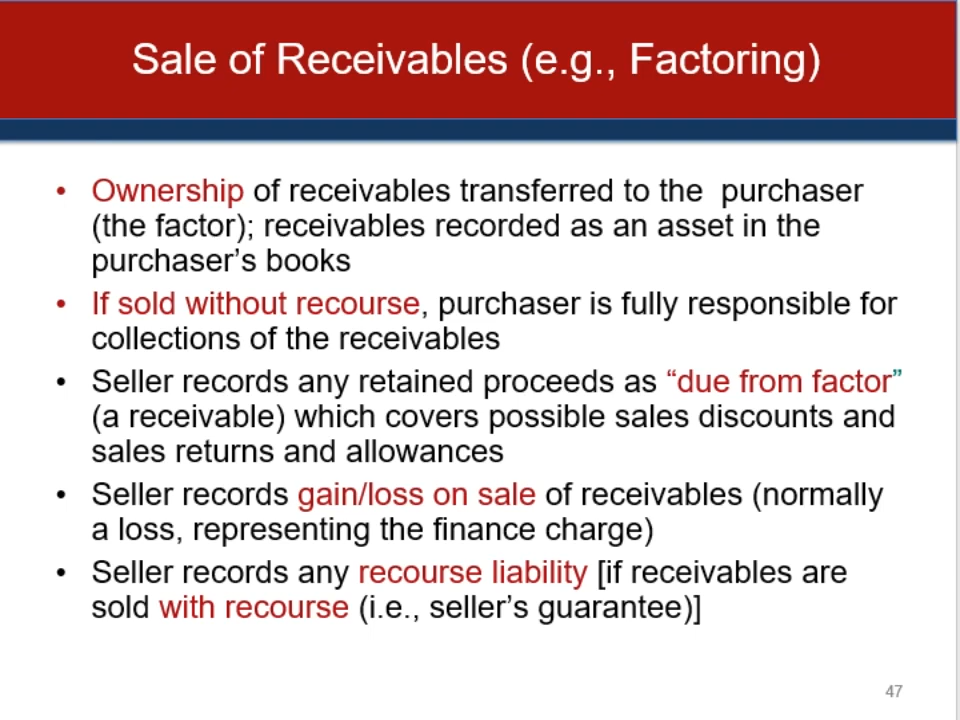 Sale of Receivables (e.g., Factoring)
• Ownership of receivables transferred to the  purchaser
(the factor); receivables recorded as an asset in the
purchaser’s books
• If sold without recourse, purchaser is fully responsible for
collections of the receivables
• Seller records any retained proceeds as “due from factor”
(a receivable) which covers possible sales discounts and
sales returns and allowances
• Seller records gain/loss on sale of receivables (normally
a loss, representing the finance charge)
• Seller records any recourse liability [if receivables are
sold with recourse (i.e., seller’s guarantee)]
47